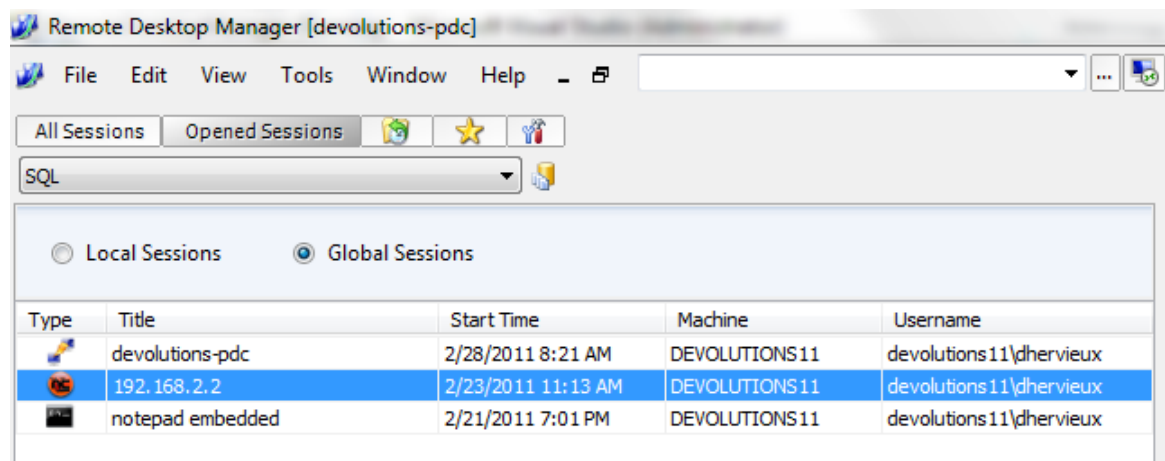 Remote Desktop Manager [devolutions-pdc]
File Edit View Tools Window Help
All Sessions Opened Sessions
SQL
Local Sessions Global Sessions
Type Title Start Time Machine Username
devolutions-pdc 2/28/2011 8:21 AM DEVOLUTIONS11 devolutions11\dhervieux
192.168.2.2 2/23/2011 11:13 AM DEVOLUTIONS11 devolutions11\dhervieux
notepad embedded 2/21/2011 7:01 PM DEVOLUTIONS11 devolutions11\dhervieux